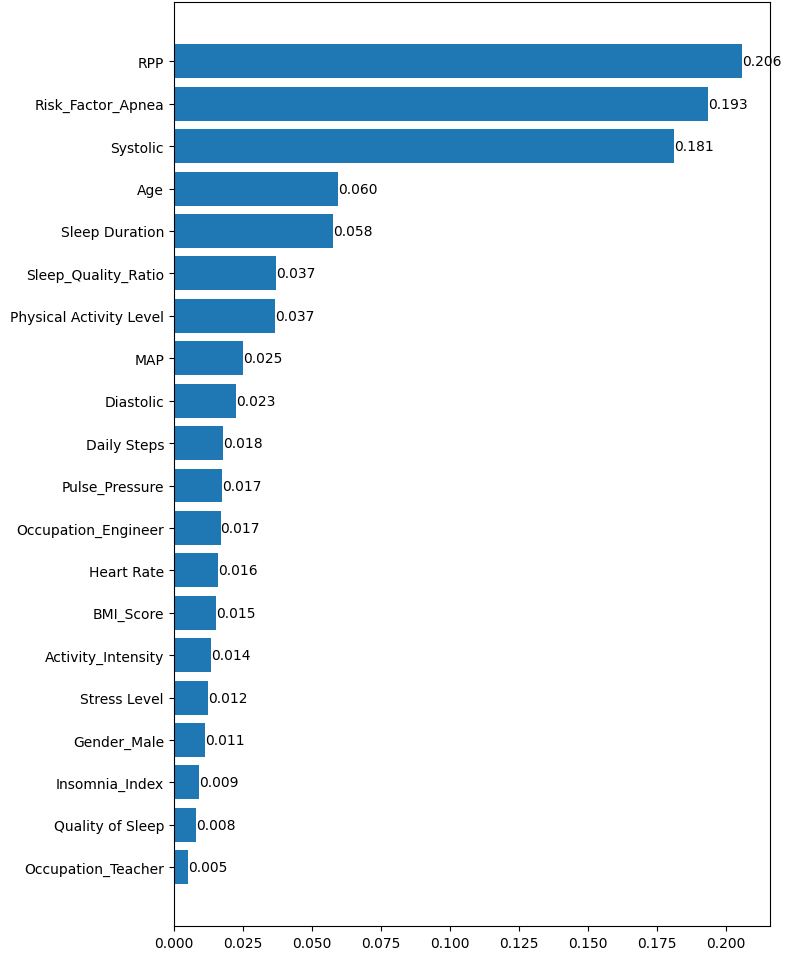 RPP 0.206
Risk_Factor_Apnea 0.193
Systolic 0.181
Age 0.060
Sleep Duration 0.058
Sleep_Quality_Ratio 0.037
Physical Activity Level 0.037
MAP 0.025
Diastolic 0.023
Daily Steps 0.018
Pulse_Pressure 0.017
Occupation_Engineer 0.017
Heart Rate 0.016
BMI_Score 0.015
Activity_Intensity 0.014
Stress Level 0.012
Gender_Male 0.011
Insomnia_Index 0.009
Quality of Sleep 0.008
Occupation_Teacher 0.005
0.000 0.025 0.050 0.075 0.100 0.125 0.150 0.175 0.200